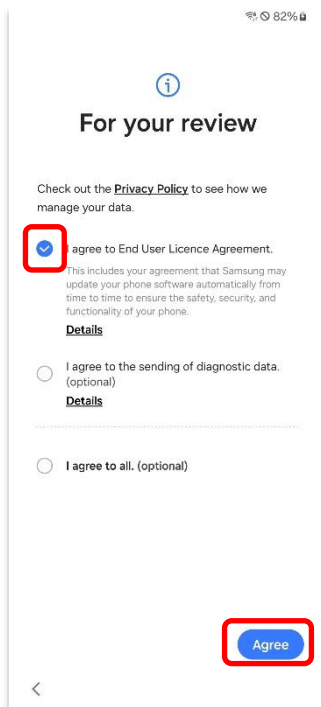 82%
For your review
Check out the Privacy Policy to see how we
manage your data.
I agree to End User Licence Agreement.
This includes your agreement that Samsung may
update your phone software automatically from
time to time to ensure the safety, security, and
functionality of your phone.
Details
I agree to the sending of diagnostic data.
(optional)
Details
I agree to all. (optional)
Agree